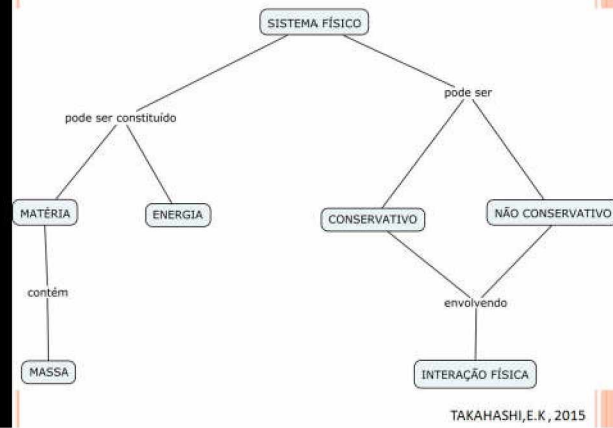 SISTEMA FÍSICO
pode ser
pode ser constituído
MATÉRIA
ENERGIA
CONSERVATIVO
NÃO CONSERVATIVO
contém
envolvendo
MASSA
INTERAÇÃO FÍSICA
TAKAHASHI,E.K , 2015